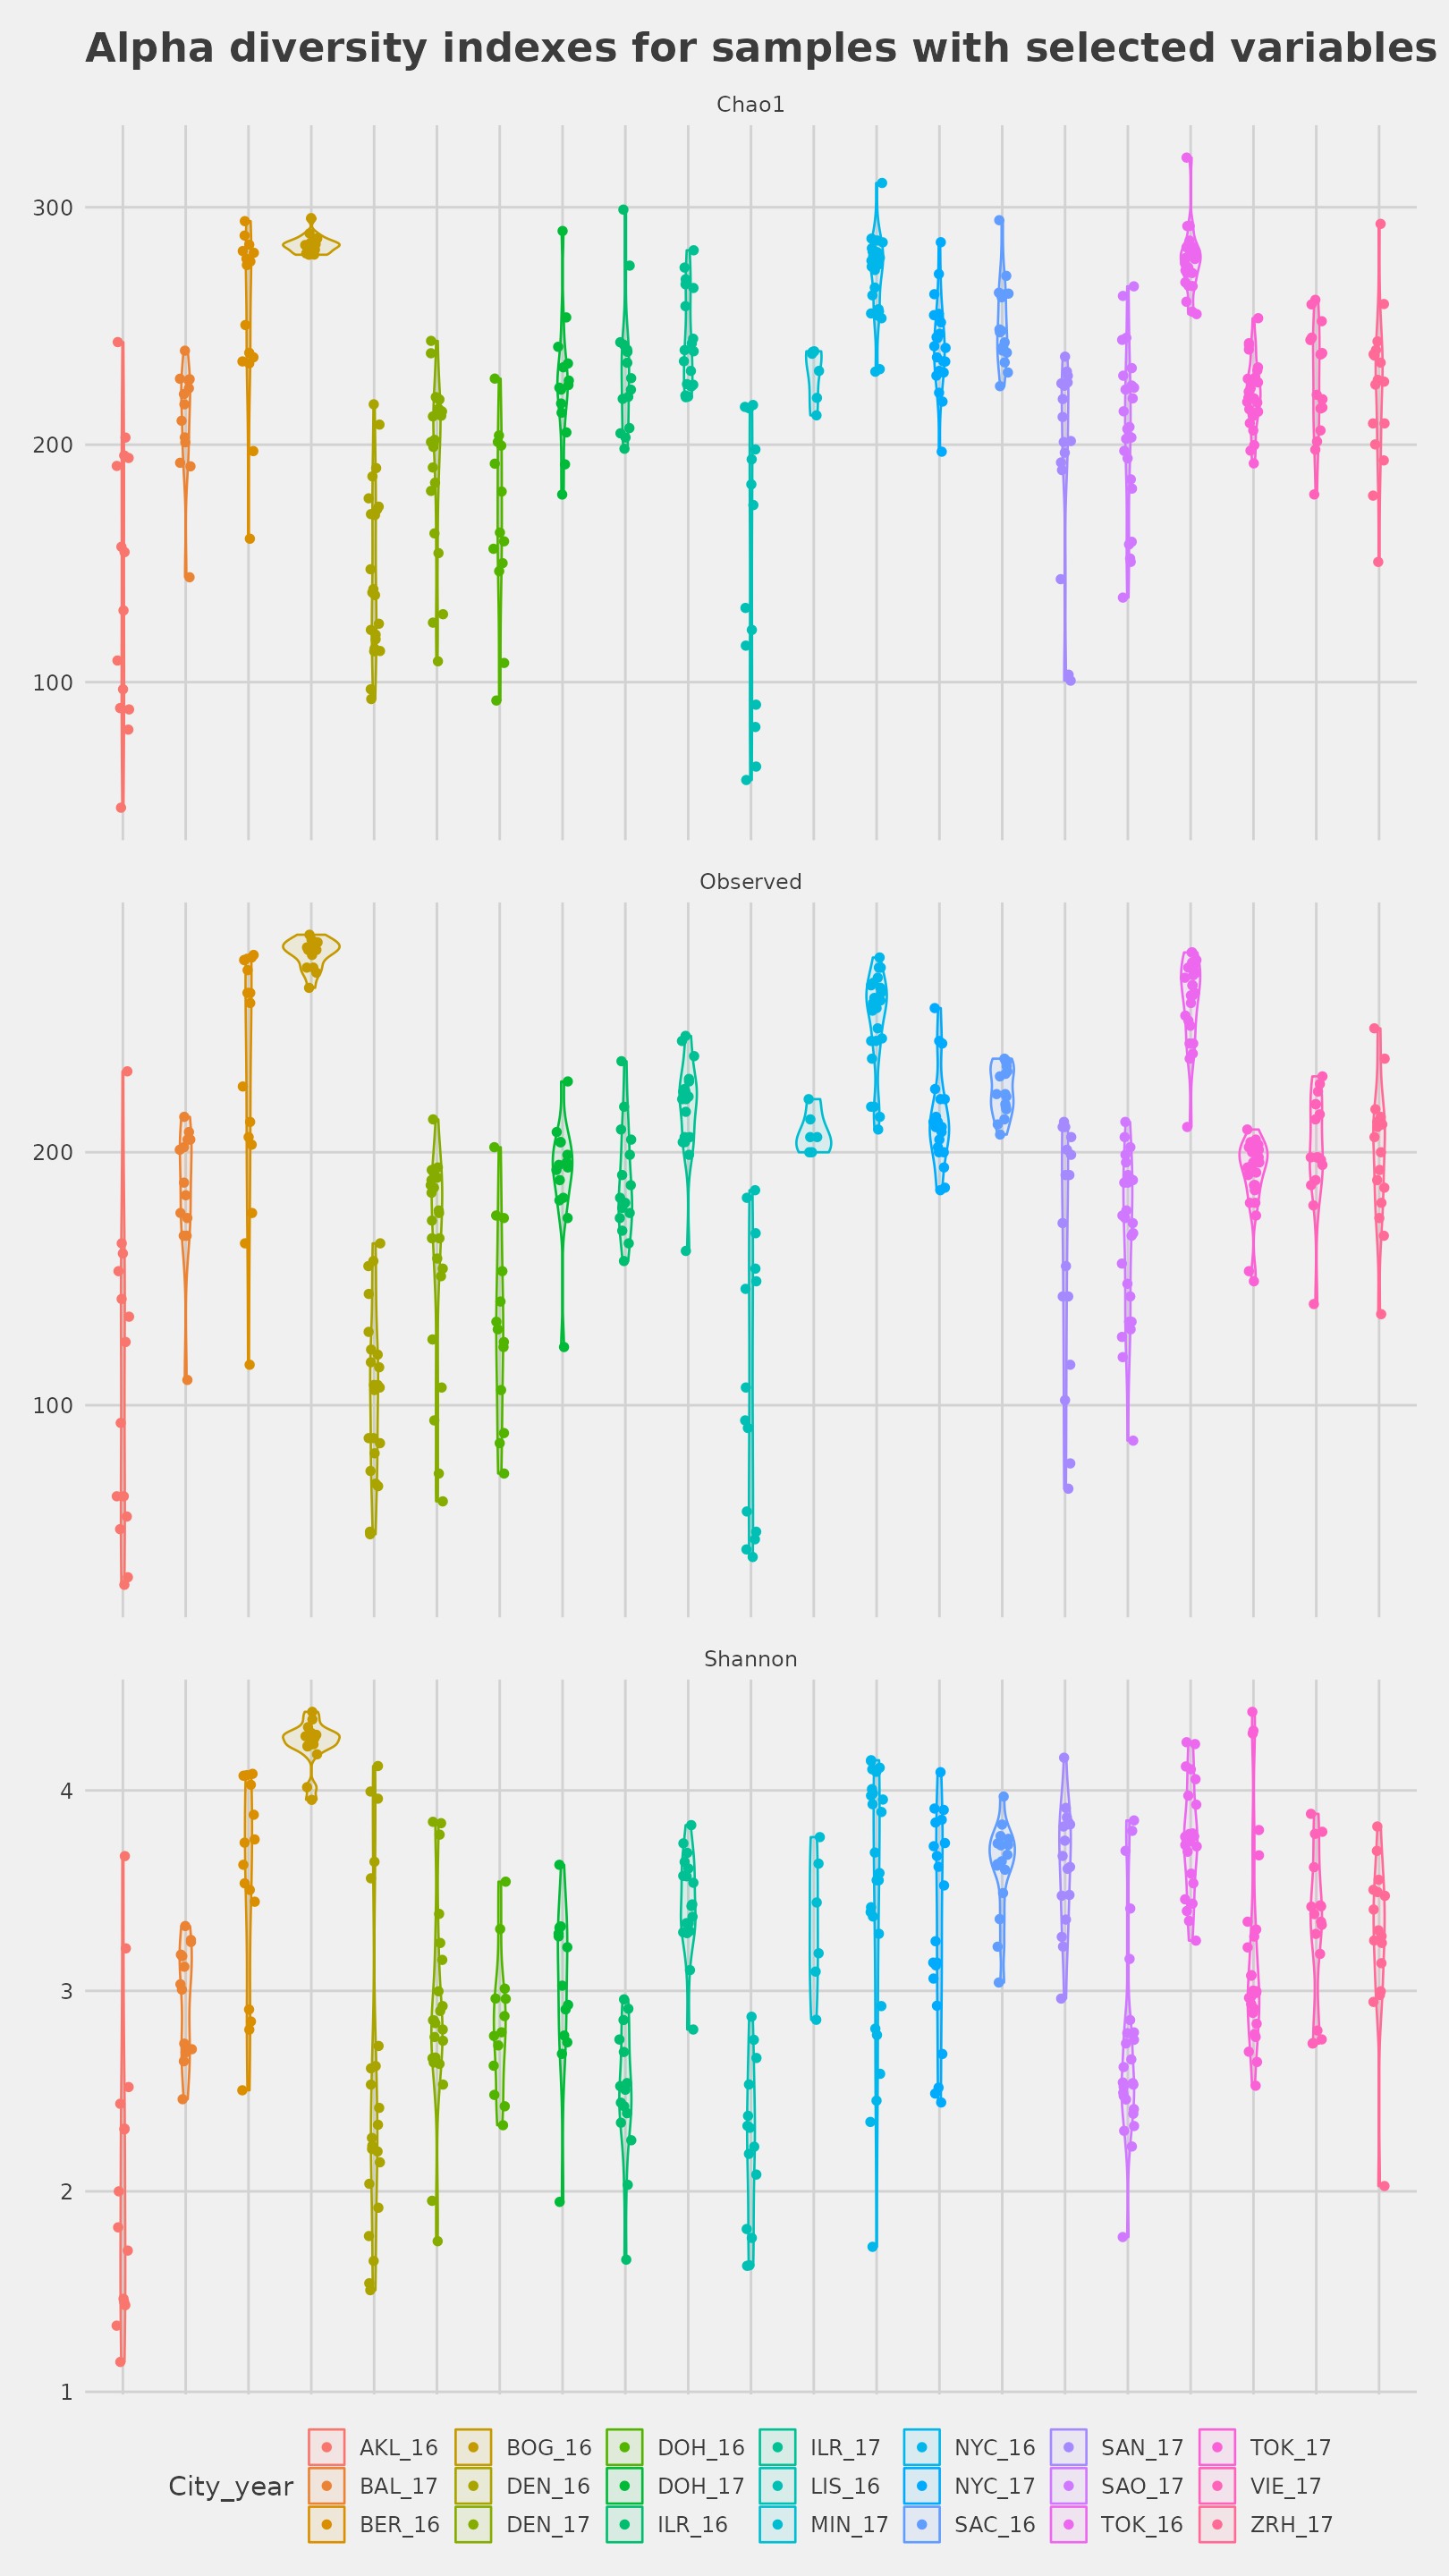 Alpha diversity indexes for samples with selected variables
Chao1
300
200
100
Observed
200
100
Shannon
4
3
2
1
AKL_16 BOG_16 DOH_16 ILR_17 NYC_16 SAN_17 TOK_17
City_year BAL_17 DEN_16 DOH_17 LIS_16 NYC_17 SAO_17 VIE_17
BER_16 DEN_17 ILR_16 MIN_17 SAC_16 TOK_16 ZRH_17